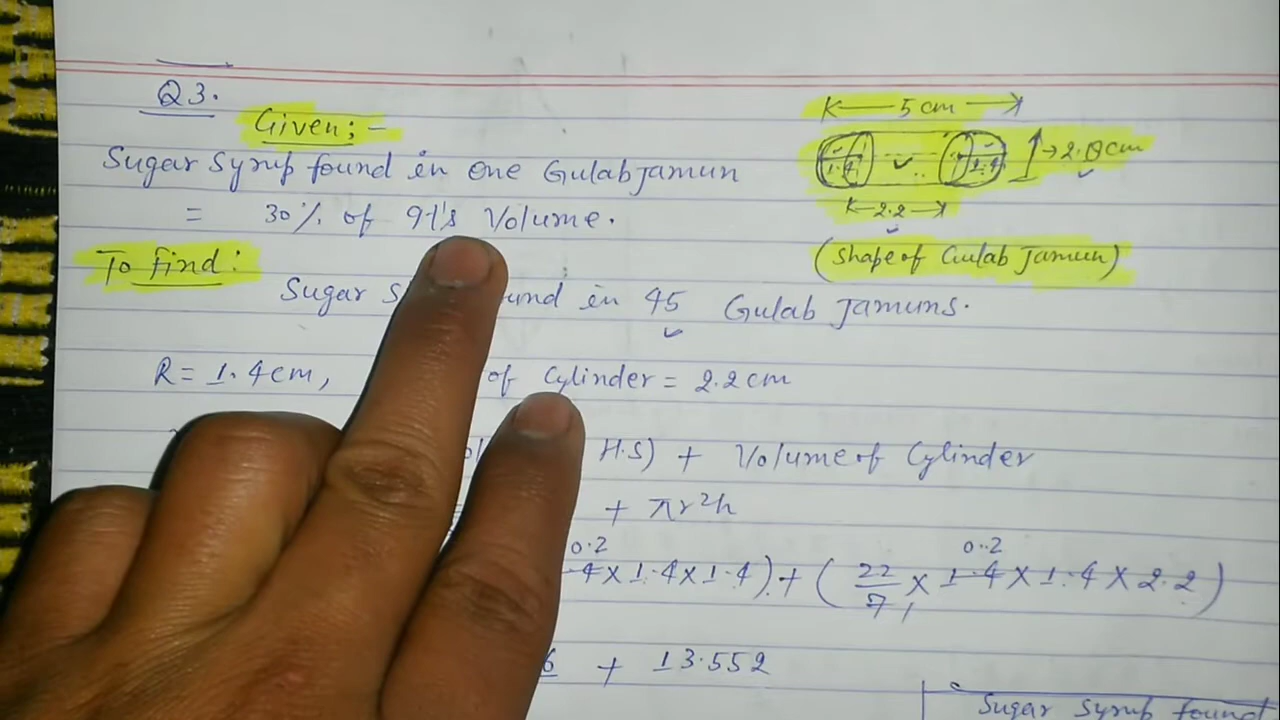 Q3.
Given:-
Sugar Syrup found in one Gulabjamun
= 30% of It's Volume.
K 5 cm
1.4 1.4 → 2.8 cm
K 2.2
(Shape of Gulab Jamun)
To find:
Sugar S und in 45 Gulab Jamuns.
R = 1.4cm, of Cylinder = 2.2cm
H.S) + Volume of Cylinder
+ πr²h
0.2 0.2
4 × 1.4 × 1.4) + (22/7 × 1.4 × 1.4 × 2.2)
6 + 13.552
Sugar Syrup found